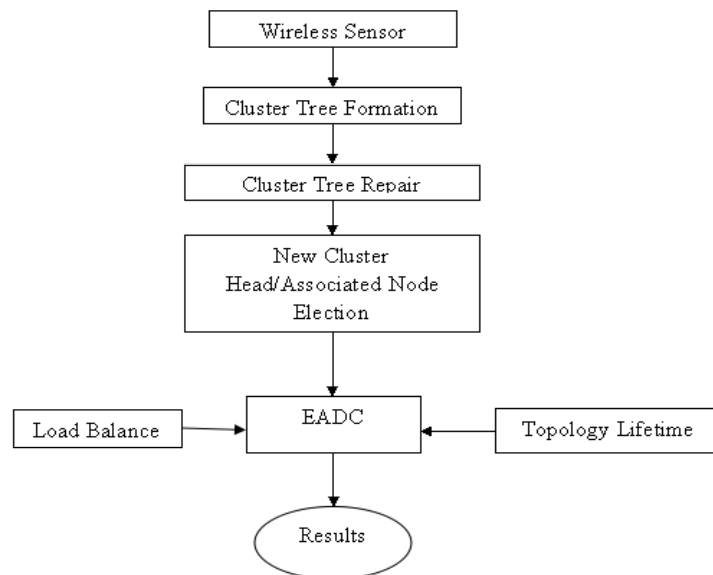 Wireless Sensor
Cluster Tree Formation
Cluster Tree Repair
New Cluster
Head/Associated Node
Election
EADC
Load Balance
Topology Lifetime
Results